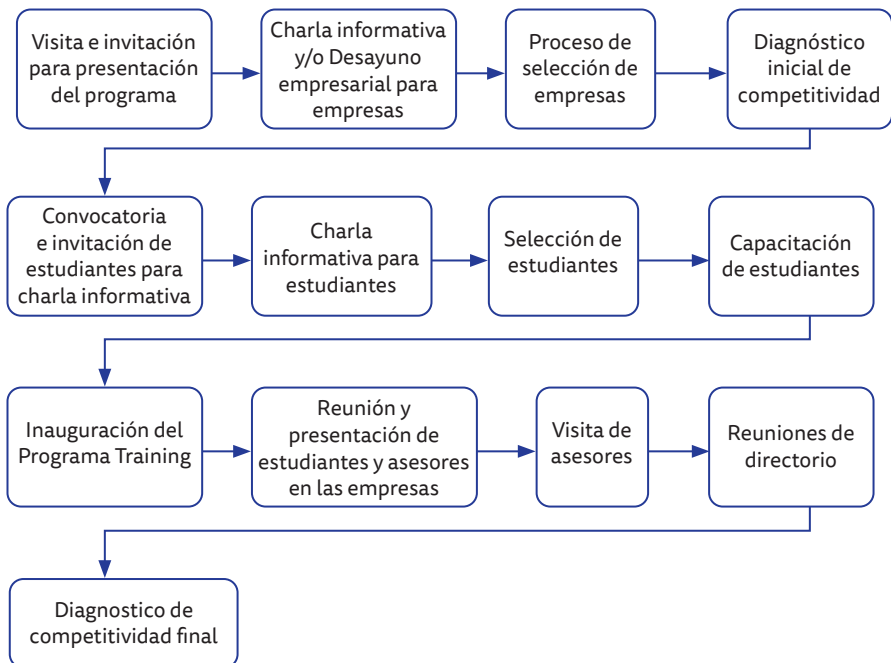 Visita e invitación
para presentación
del programa
Charla informativa
y/o Desayuno
empresarial para
empresas
Proceso de
selección de
empresas
Diagnóstico
inicial de
competitividad
Convocatoria
e invitación de
estudiantes para
charla informativa
Charla
informativa para
estudiantes
Selección de
estudiantes
Capacitación
de estudiantes
Inauguración del
Programa Training
Reunión y
presentación de
estudiantes y asesores
en las empresas
Visita de
asesores
Reuniones de
directorio
Diagnostico de
competitividad final